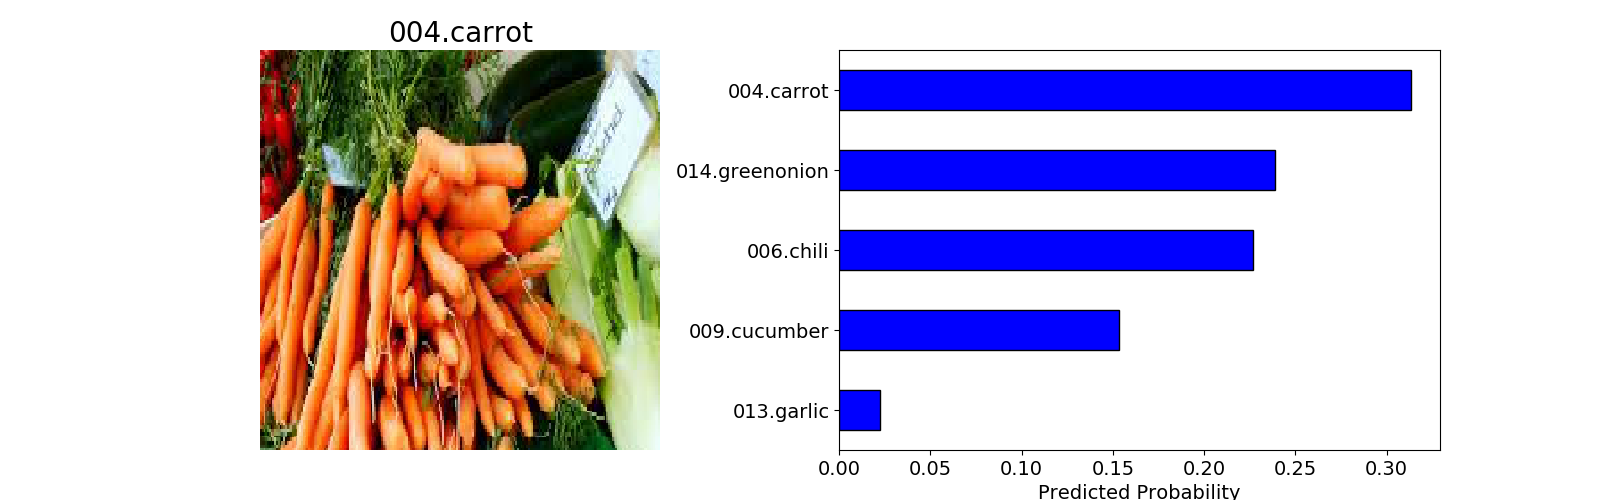 004.carrot
004.carrot
014.greenonion
006.chili
009.cucumber
013.garlic
0.00 0.05 0.10 0.15 0.20 0.25 0.30
Predicted Probability